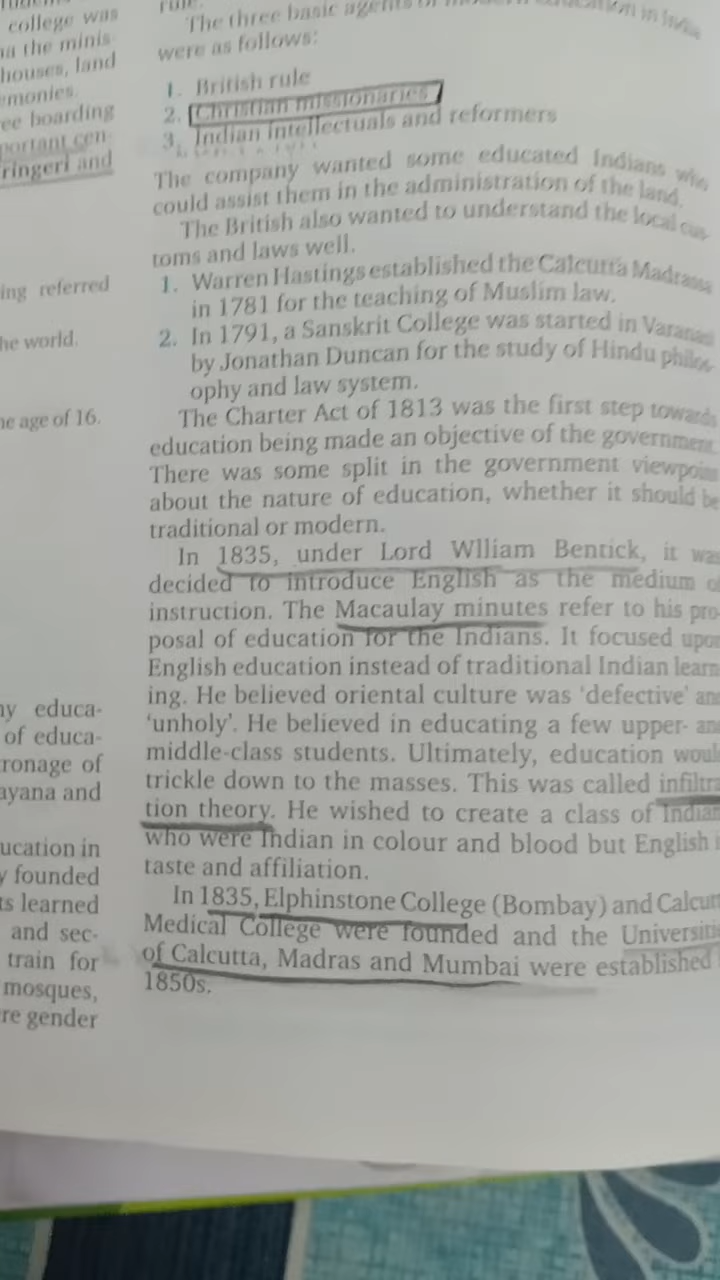 college was
the minis-
houses, land
monies.
ee boarding
portant cen-
ringeri and
ing referred
he world.
ne age of 16.
ny educa-
of educa-
ronage of
ayana and
ucation in
y founded
ts learned
and sec-
train for
mosques,
re gender
The three basic agents of modern education in India
were as follows:
1. British rule
2. Christian missionaries
3. Indian intellectuals and reformers
The company wanted some educated Indians who
could assist them in the administration of the land.
The British also wanted to understand the local cus-
toms and laws well.
1. Warren Hastings established the Calcutta Madrassa
in 1781 for the teaching of Muslim law.
2. In 1791, a Sanskrit College was started in Varanasi
by Jonathan Duncan for the study of Hindu philos-
ophy and law system.
The Charter Act of 1813 was the first step towards
education being made an objective of the government.
There was some split in the government viewpoint
about the nature of education, whether it should be
traditional or modern.
In 1835, under Lord Wlliam Bentick, it was
decided to introduce English as the medium of
instruction. The Macaulay minutes refer to his pro-
posal of education for the Indians. It focused upon
English education instead of traditional Indian learn-
ing. He believed oriental culture was 'defective' an
'unholy'. He believed in educating a few upper- an
middle-class students. Ultimately, education woul
trickle down to the masses. This was called infiltra
tion theory. He wished to create a class of Indian
who were Indian in colour and blood but English i
taste and affiliation.
In 1835, Elphinstone College (Bombay) and Calcut
Medical College were founded and the Universiti
of Calcutta, Madras and Mumbai were established
1850s.